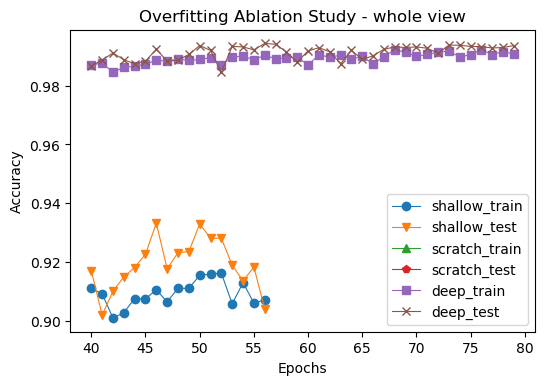 Overfitting Ablation Study - whole view
Accuracy
0.98
0.96
0.94
0.92
0.90
shallow_train
shallow_test
scratch_train
scratch_test
deep_train
deep_test
40 45 50 55 60 65 70 75 80
Epochs